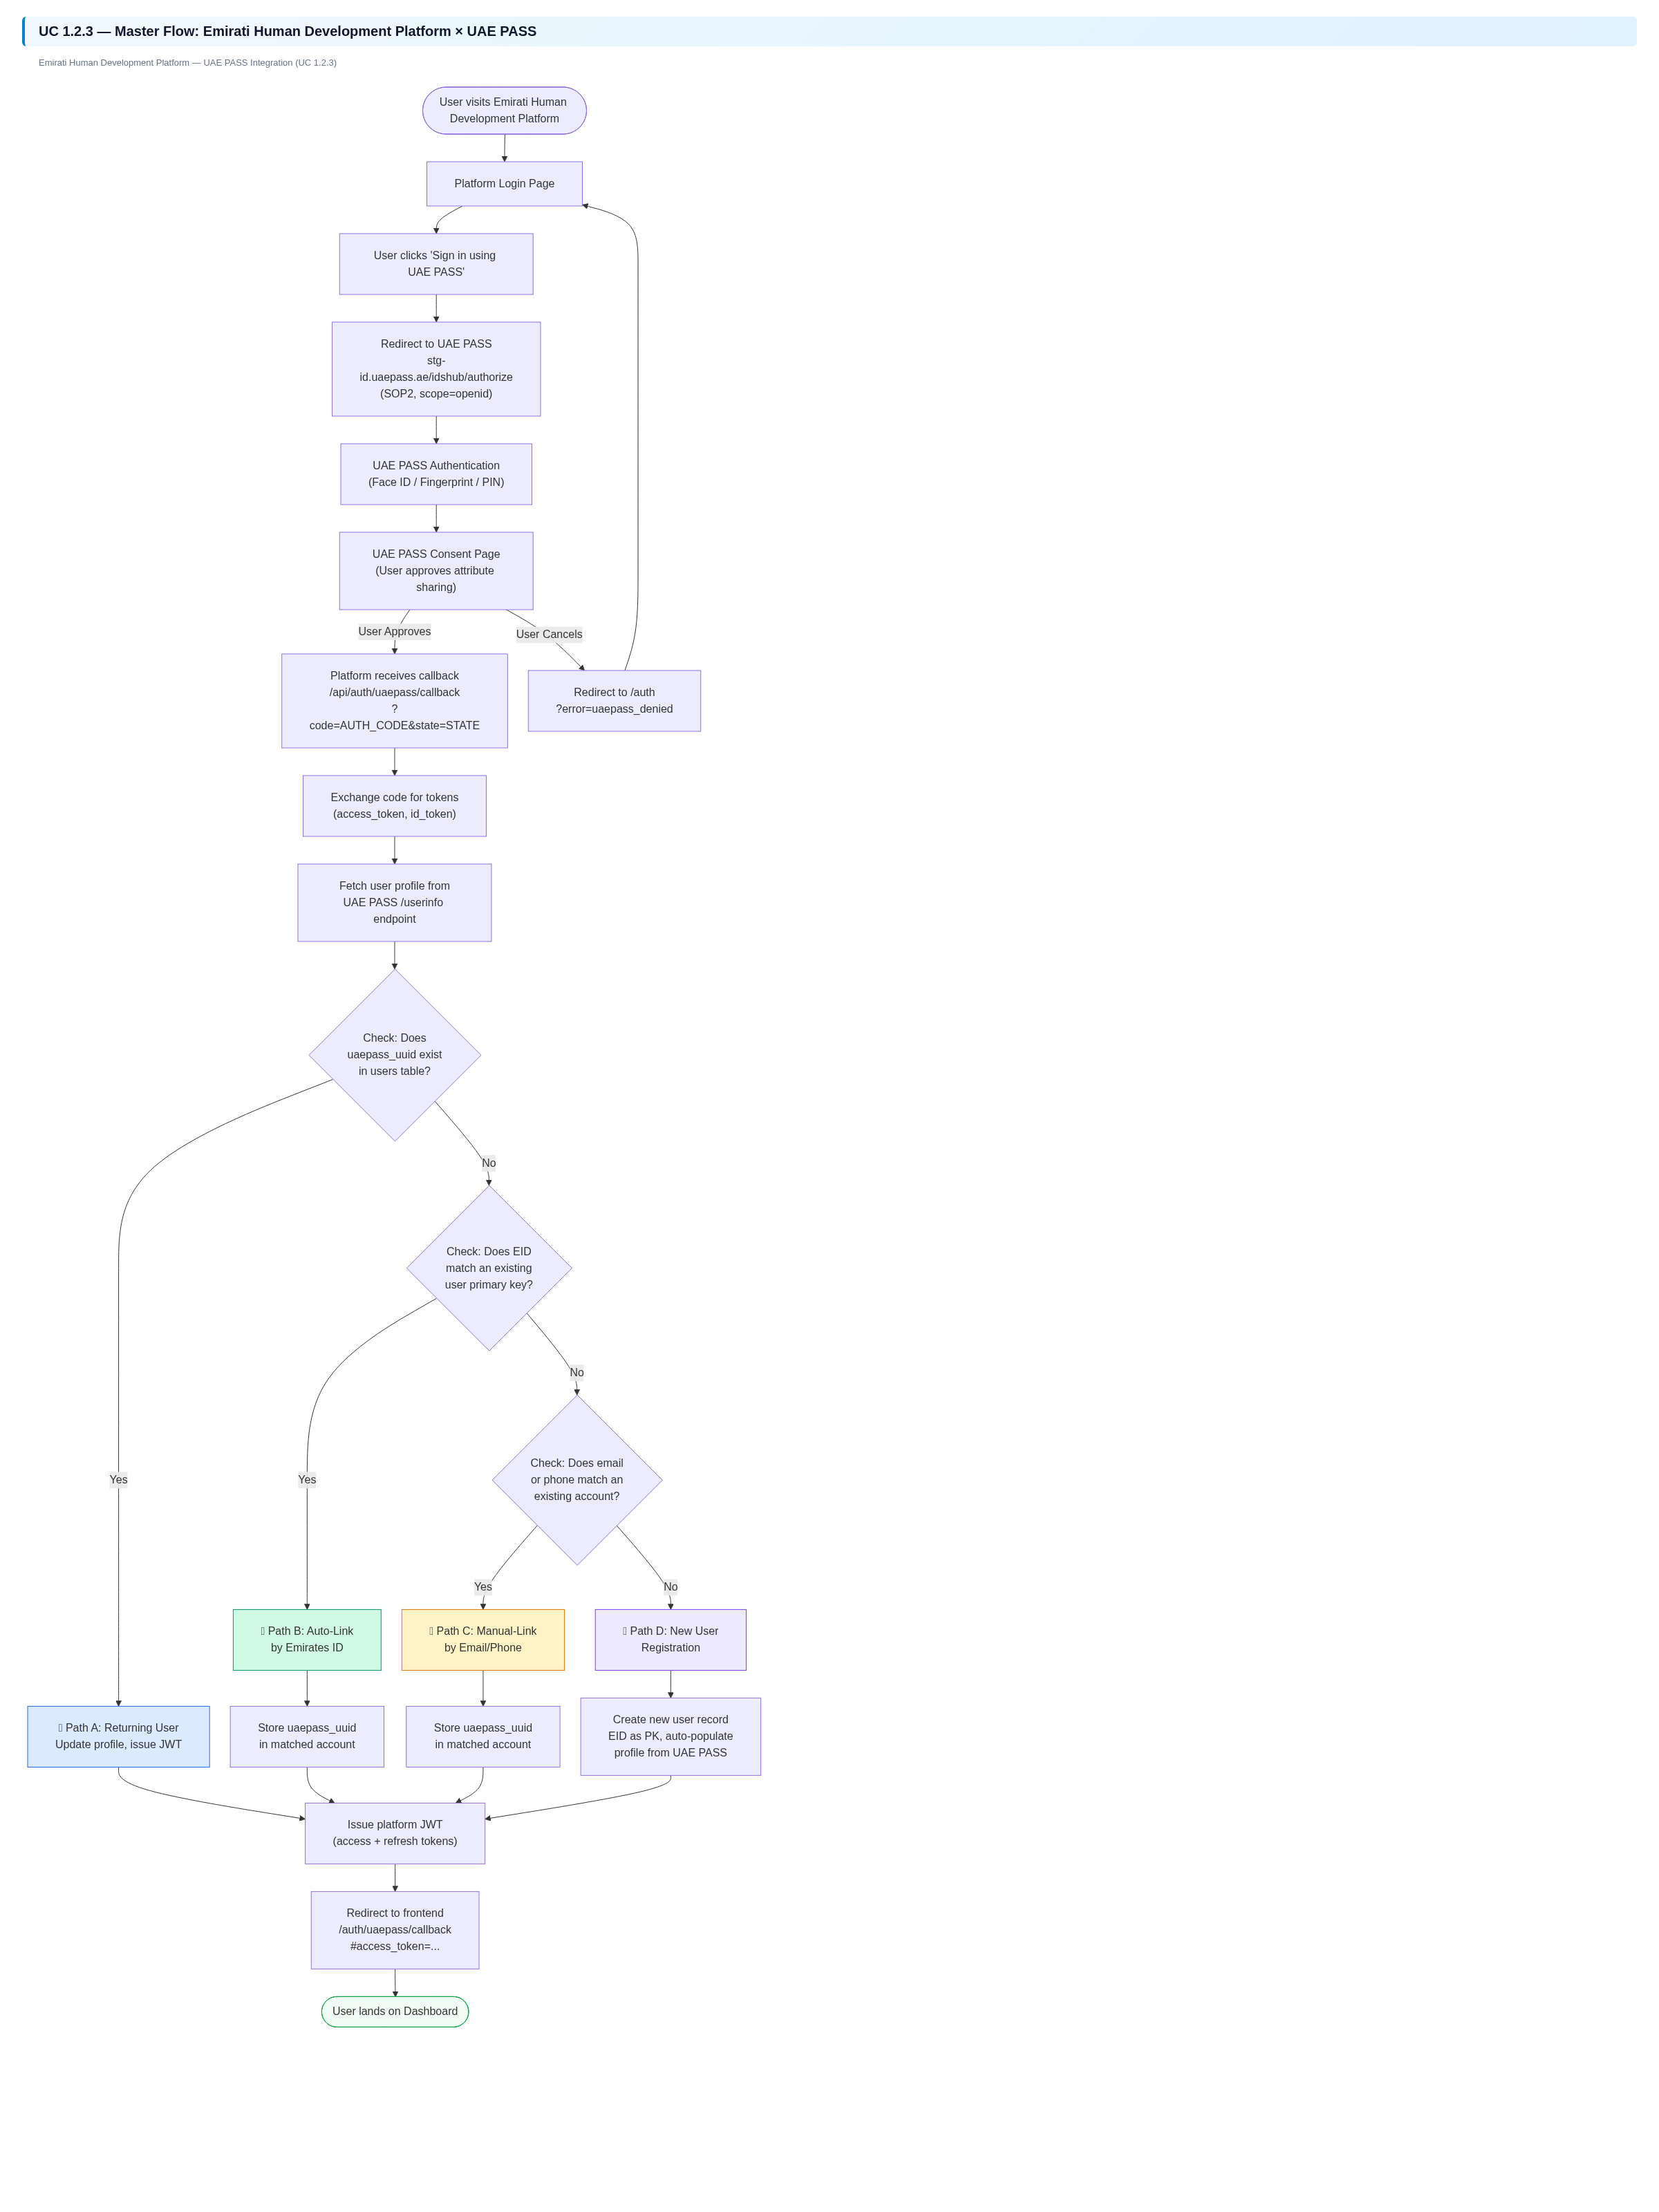 UC 1.2.3 — Master Flow: Emirati Human Development Platform × UAE PASS
Emirati Human Development Platform — UAE PASS Integration (UC 1.2.3)
User visits Emirati Human
Development Platform
Platform Login Page
User clicks 'Sign in using
UAE PASS'
Redirect to UAE PASS
stg-
id.uaepass.ae/idshub/authorize
(SOP2, scope=openid)
UAE PASS Authentication
(Face ID / Fingerprint / PIN)
UAE PASS Consent Page
(User approves attribute
sharing)
User Approves
User Cancels
Platform receives callback
/api/auth/uaepass/callback
?
code=AUTH_CODE&state=STATE
Redirect to /auth
?error=uaepass_denied
Exchange code for tokens
(access_token, id_token)
Fetch user profile from
UAE PASS /userinfo
endpoint
Check: Does
uaepass_uuid exist
in users table?
No
Check: Does EID
match an existing
user primary key?
No
Check: Does email
or phone match an
existing account?
Yes
Yes
Yes
No
Path B: Auto-Link
by Emirates ID
Path C: Manual-Link
by Email/Phone
Path D: New User
Registration
Path A: Returning User
Update profile, issue JWT
Store uaepass_uuid
in matched account
Store uaepass_uuid
in matched account
Create new user record
EID as PK, auto-populate
profile from UAE PASS
Issue platform JWT
(access + refresh tokens)
Redirect to frontend
/auth/uaepass/callback
#access_token=...
User lands on Dashboard